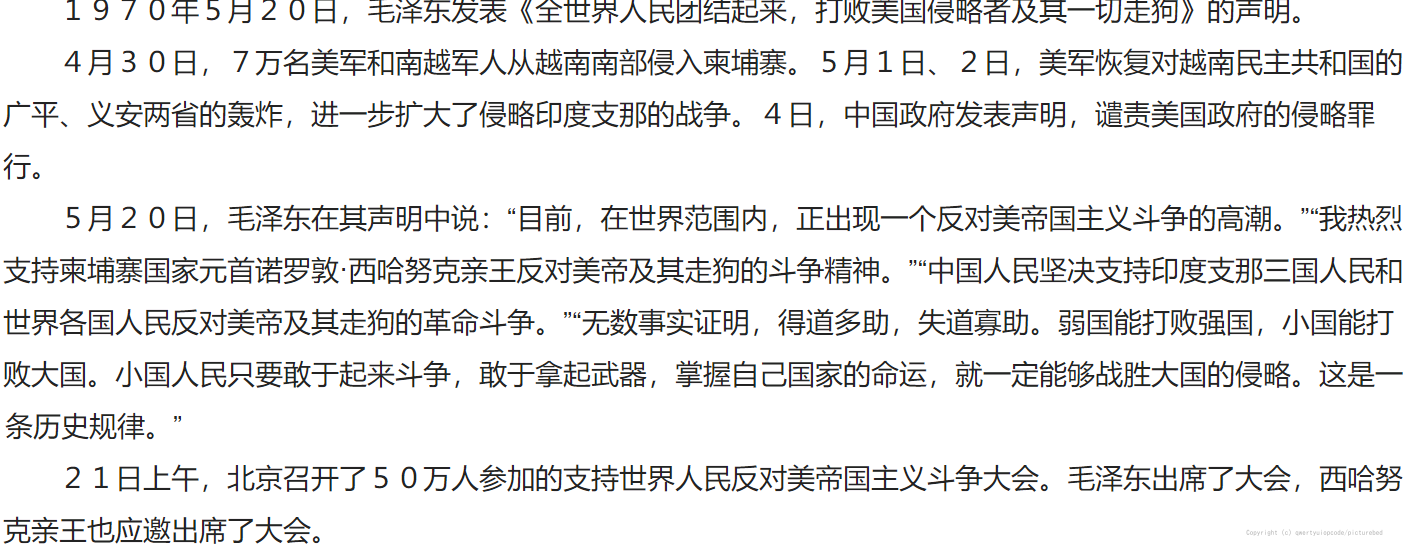 １９７０年５月２０日，毛泽东发表《全世界人民团结起来，打败美国侵略者及其一切走狗》的声明。
４月３０日，７万名美军和南越军人从越南南部侵入柬埔寨。５月１日、２日，美军恢复对越南民主共和国的
广平、义安两省的轰炸，进一步扩大了侵略印度支那的战争。４日，中国政府发表声明，谴责美国政府的侵略罪
行。
５月２０日，毛泽东在其声明中说：“目前，在世界范围内，正出现一个反对美帝国主义斗争的高潮。”“我热烈
支持柬埔寨国家元首诺罗敦·西哈努克亲王反对美帝及其走狗的斗争精神。”“中国人民坚决支持印度支那三国人民和
世界各国人民反对美帝及其走狗的革命斗争。”“无数事实证明，得道多助，失道寡助。弱国能打败强国，小国能打
败大国。小国人民只要敢于起来斗争，敢于拿起武器，掌握自己国家的命运，就一定能够战胜大国的侵略。这是一
条历史规律。”
２１日上午，北京召开了５０万人参加的支持世界人民反对美帝国主义斗争大会。毛泽东出席了大会，西哈努
克亲王也应邀出席了大会。
Copyright (c) qwertyuiopcode/picturebed